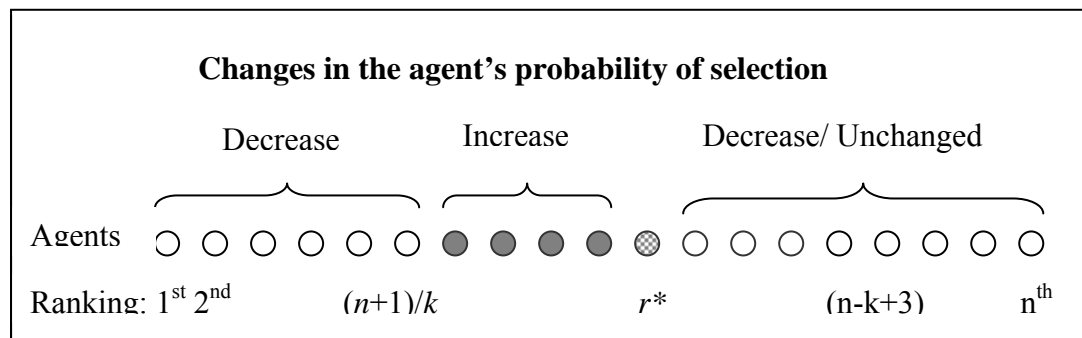 Changes in the agent's probability of selection
Decrease Increase Decrease/ Unchanged
Agents
Ranking: 1st 2nd (n+1)/k r* (n-k+3) nth